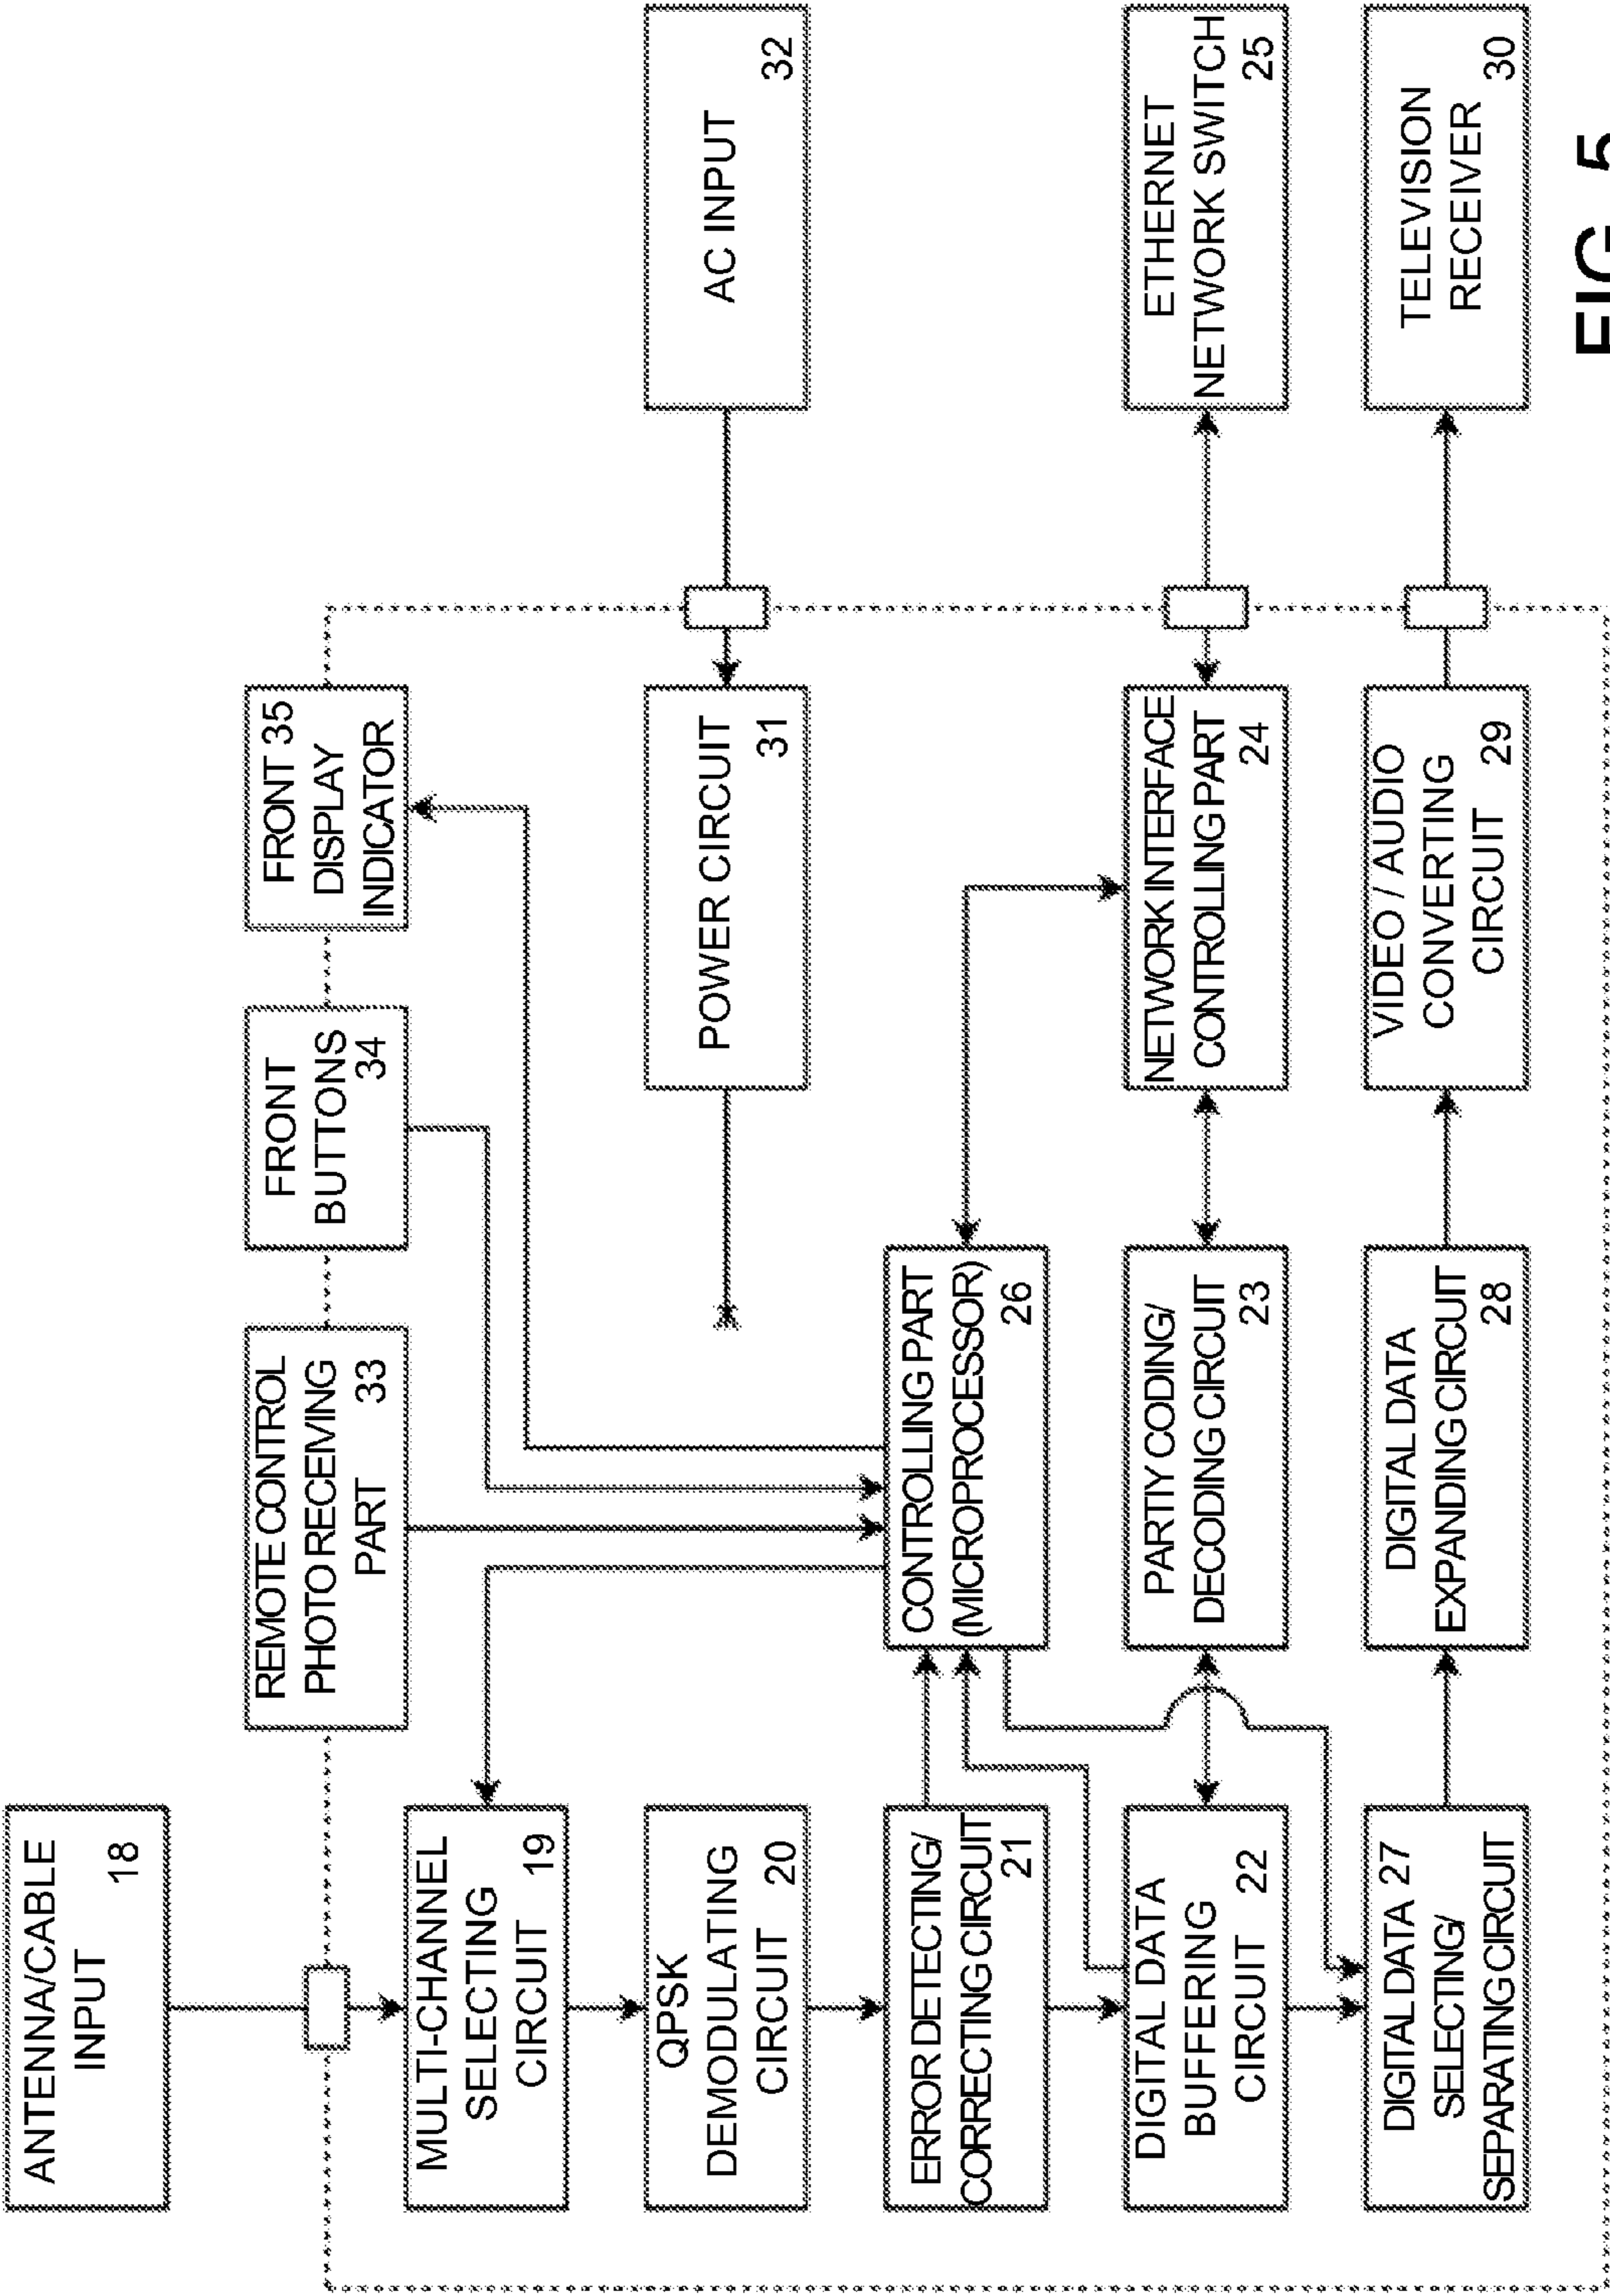 ANTENNA/CABLE
INPUT
18
REMOTE CONTROL
PHOTO RECEIVING
PART
33
FRONT
BUTTONS
34
FRONT 35
DISPLAY
INDICATOR
MULTI-CHANNEL
SELECTING
CIRCUIT 19
QPSK
DEMODULATING
CIRCUIT 20
POWER CIRCUIT
31
AC INPUT
32
ERROR DETECTING/
CORRECTING CIRCUIT
21
CONTROLLING PART
(MICROPROCESSOR)
26
DIGITAL DATA
BUFFERING
CIRCUIT 22
PARTIY CODING/
DECODING CIRCUIT
23
NETWORK INTERFACE
CONTROLLING PART
24
ETHERNET
NETWORK SWITCH
25
DIGITAL DATA 27
SELECTING/
SEPARATING CIRCUIT
DIGITAL DATA
EXPANDING CIRCUIT
28
VIDEO / AUDIO
CONVERTING
CIRCUIT 29
TELEVISION
RECEIVER
30
FIG. 5